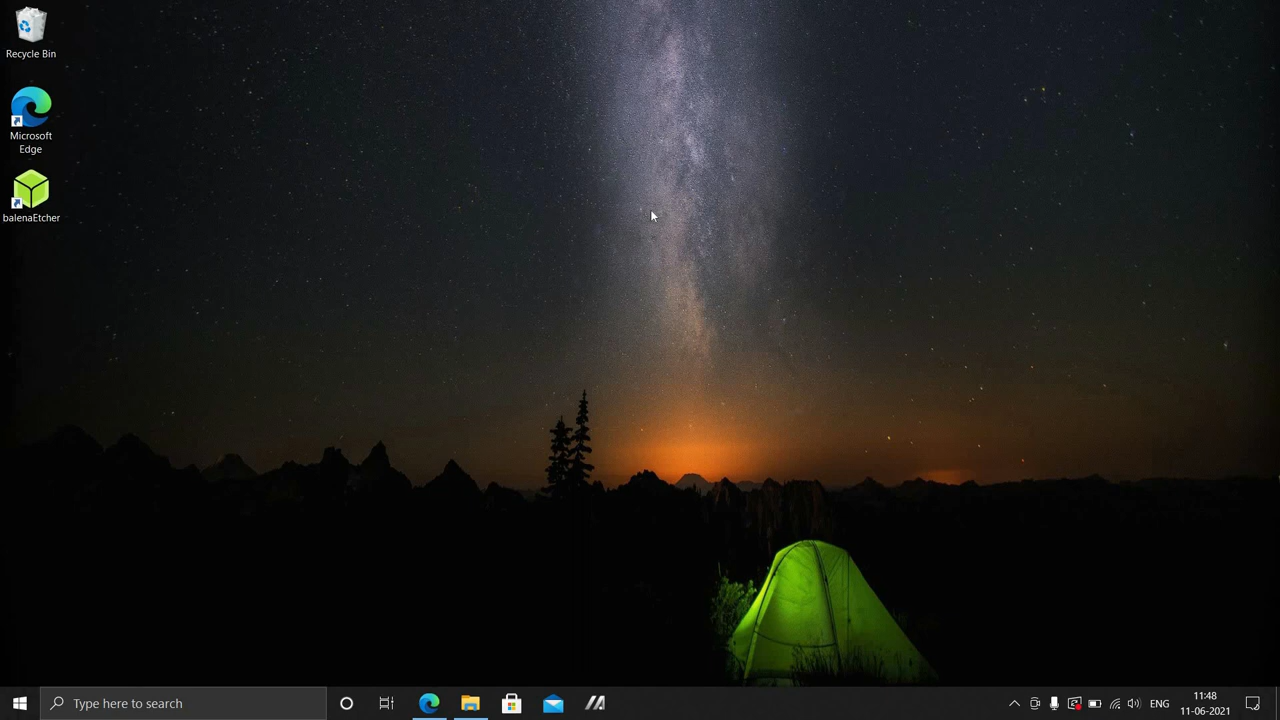 Recycle Bin
Microsoft
Edge
balenaEtcher
Type here to search
ENG
11:48
11-06-2021